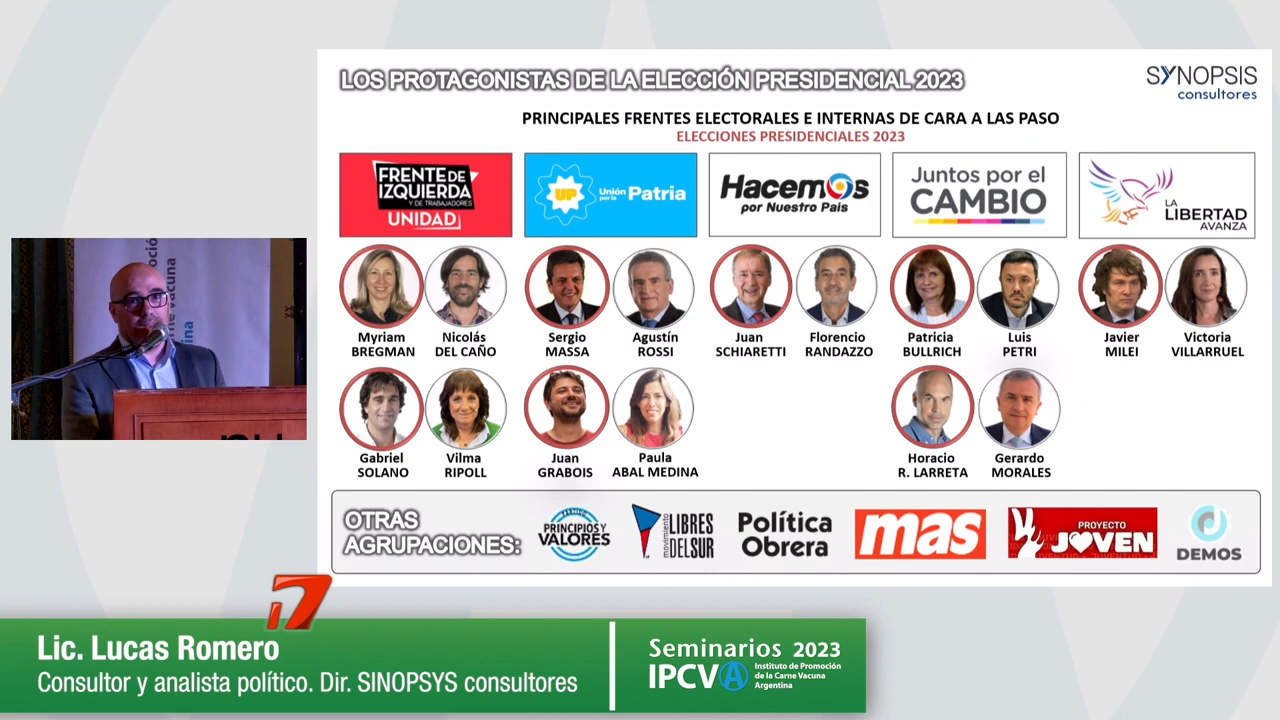 LOS PROTAGONISTAS DE LA ELECCIÓN PRESIDENCIAL 2023
SYNOPSIS
consultores
PRINCIPALES FRENTES ELECTORALES E INTERNAS DE CARA A LAS PASO
ELECCIONES PRESIDENCIALES 2023
FRENTE DE
IZQUIERDA
Y DE TRABAJADORES
UNIDAD
UP
Unión por la Patria
Hacemos
por Nuestro Pais
Juntos por el
CAMBIO
LA
LIBERTAD
AVANZA
Myriam
BREGMAN
Nicolás
DEL CAÑO
Sergio
MASSA
Agustín
ROSSI
Juan
SCHIARETTI
Florencio
RANDAZZO
Patricia
BULLRICH
Luis
PETRI
Javier
MILEI
Victoria
VILLARRUEL
Gabriel
SOLANO
Vilma
RIPOLL
Juan
GRABOIS
Paula
ABAL MEDINA
Horacio
R. LARRETA
Gerardo
MORALES
OTRAS
AGRUPACIONES:
PRINCIPIOS Y
VALORES
movimiento
LIBRES
DEL SUR
Política
Obrera
mas
PROYECTO
JOVEN
DEMOS
Vacuna
Lic. Lucas Romero
Consultor y analista político. Dir. SINOPSYS consultores
Seminarios 2023
IPCVA
Instituto de Promoción
de la Carne Vacuna
Argentina